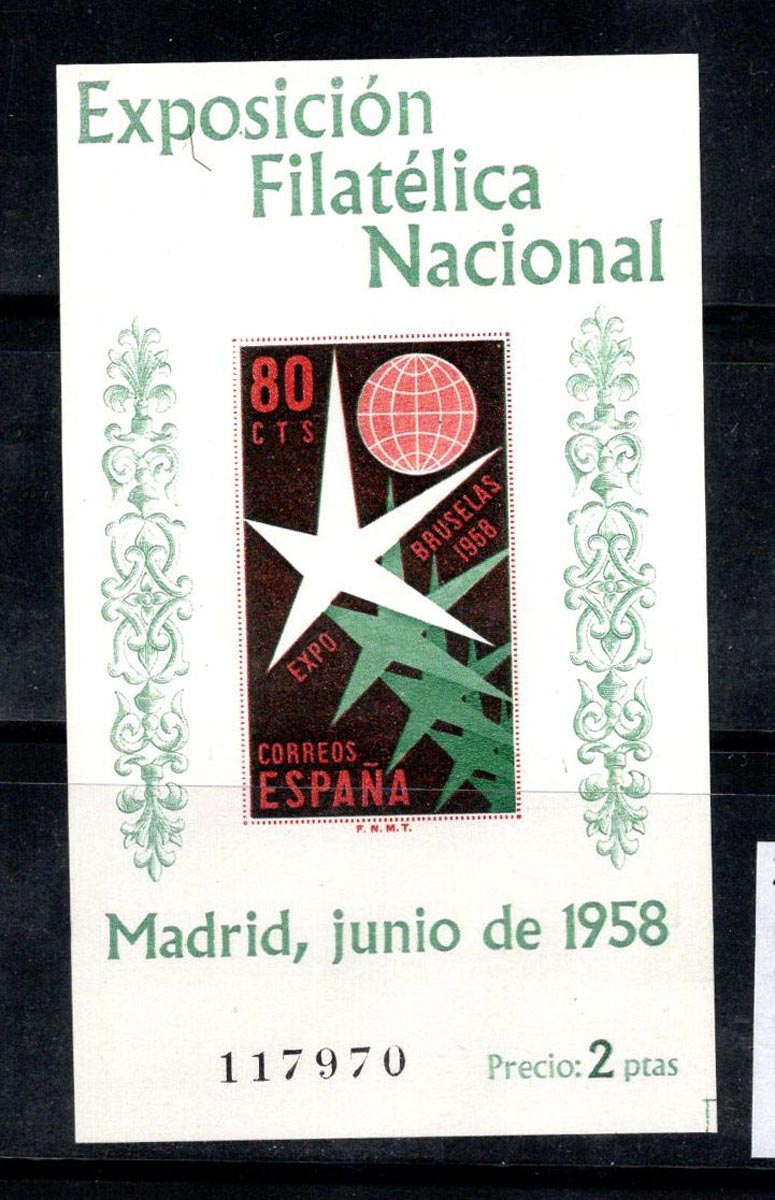 Exposición
Filatélica
Nacional
80
CTS
BRUSELAS
1958
EXPO
CORREOS
ESPAÑA
F. N. M. T.
Madrid, junio de 1958
117970
Precio: 2 ptas